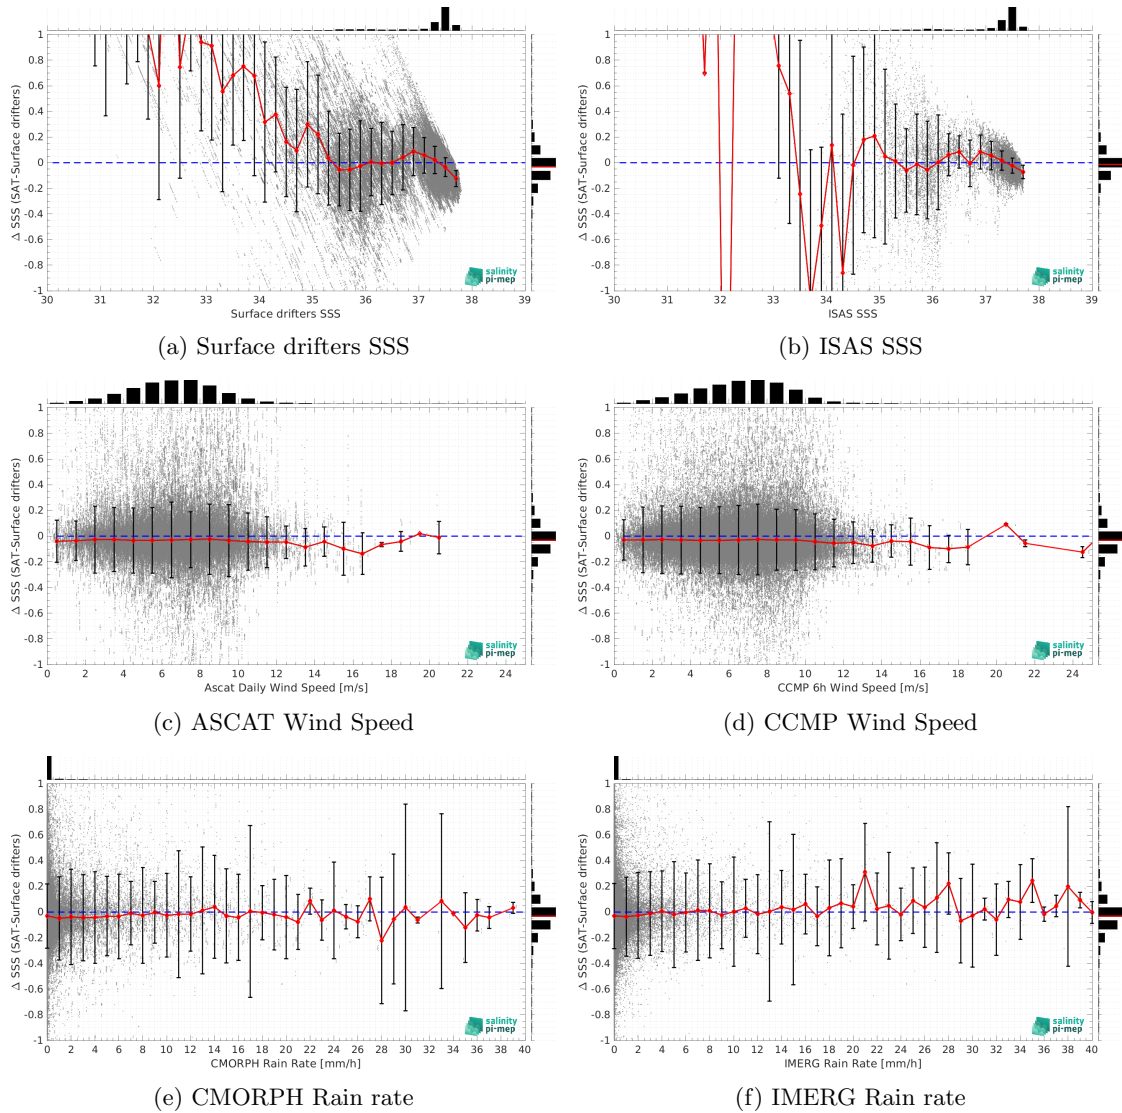 1
0.8
0.6
0.4
0.2
0
-0.2
-0.4
-0.6
-0.8
-1
Δ SSS (SAT-Surface drifters)
30 31 32 33 34 35 36 37 38 39
Surface drifters SSS
salinity
pi-mep
(a) Surface drifters SSS
1
0.8
0.6
0.4
0.2
0
-0.2
-0.4
-0.6
-0.8
-1
Δ SSS (SAT-Surface drifters)
30 31 32 33 34 35 36 37 38 39
ISAS SSS
salinity
pi-mep
(b) ISAS SSS
1
0.8
0.6
0.4
0.2
0
-0.2
-0.4
-0.6
-0.8
-1
Δ SSS (SAT-Surface drifters)
0 2 4 6 8 10 12 14 16 18 20 22 24
Ascat Daily Wind Speed [m/s]
salinity
pi-mep
(c) ASCAT Wind Speed
1
0.8
0.6
0.4
0.2
0
-0.2
-0.4
-0.6
-0.8
-1
Δ SSS (SAT-Surface drifters)
0 2 4 6 8 10 12 14 16 18 20 22 24
CCMP 6h Wind Speed [m/s]
salinity
pi-mep
(d) CCMP Wind Speed
1
0.8
0.6
0.4
0.2
0
-0.2
-0.4
-0.6
-0.8
-1
Δ SSS (SAT-Surface drifters)
0 2 4 6 8 10 12 14 16 18 20 22 24 26 28 30 32 34 36 38 40
CMORPH Rain Rate [mm/h]
salinity
pi-mep
(e) CMORPH Rain rate
1
0.8
0.6
0.4
0.2
0
-0.2
-0.4
-0.6
-0.8
-1
Δ SSS (SAT-Surface drifters)
0 2 4 6 8 10 12 14 16 18 20 22 24 26 28 30 32 34 36 38 40
IMERG Rain Rate [mm/h]
salinity
pi-mep
(f) IMERG Rain rate